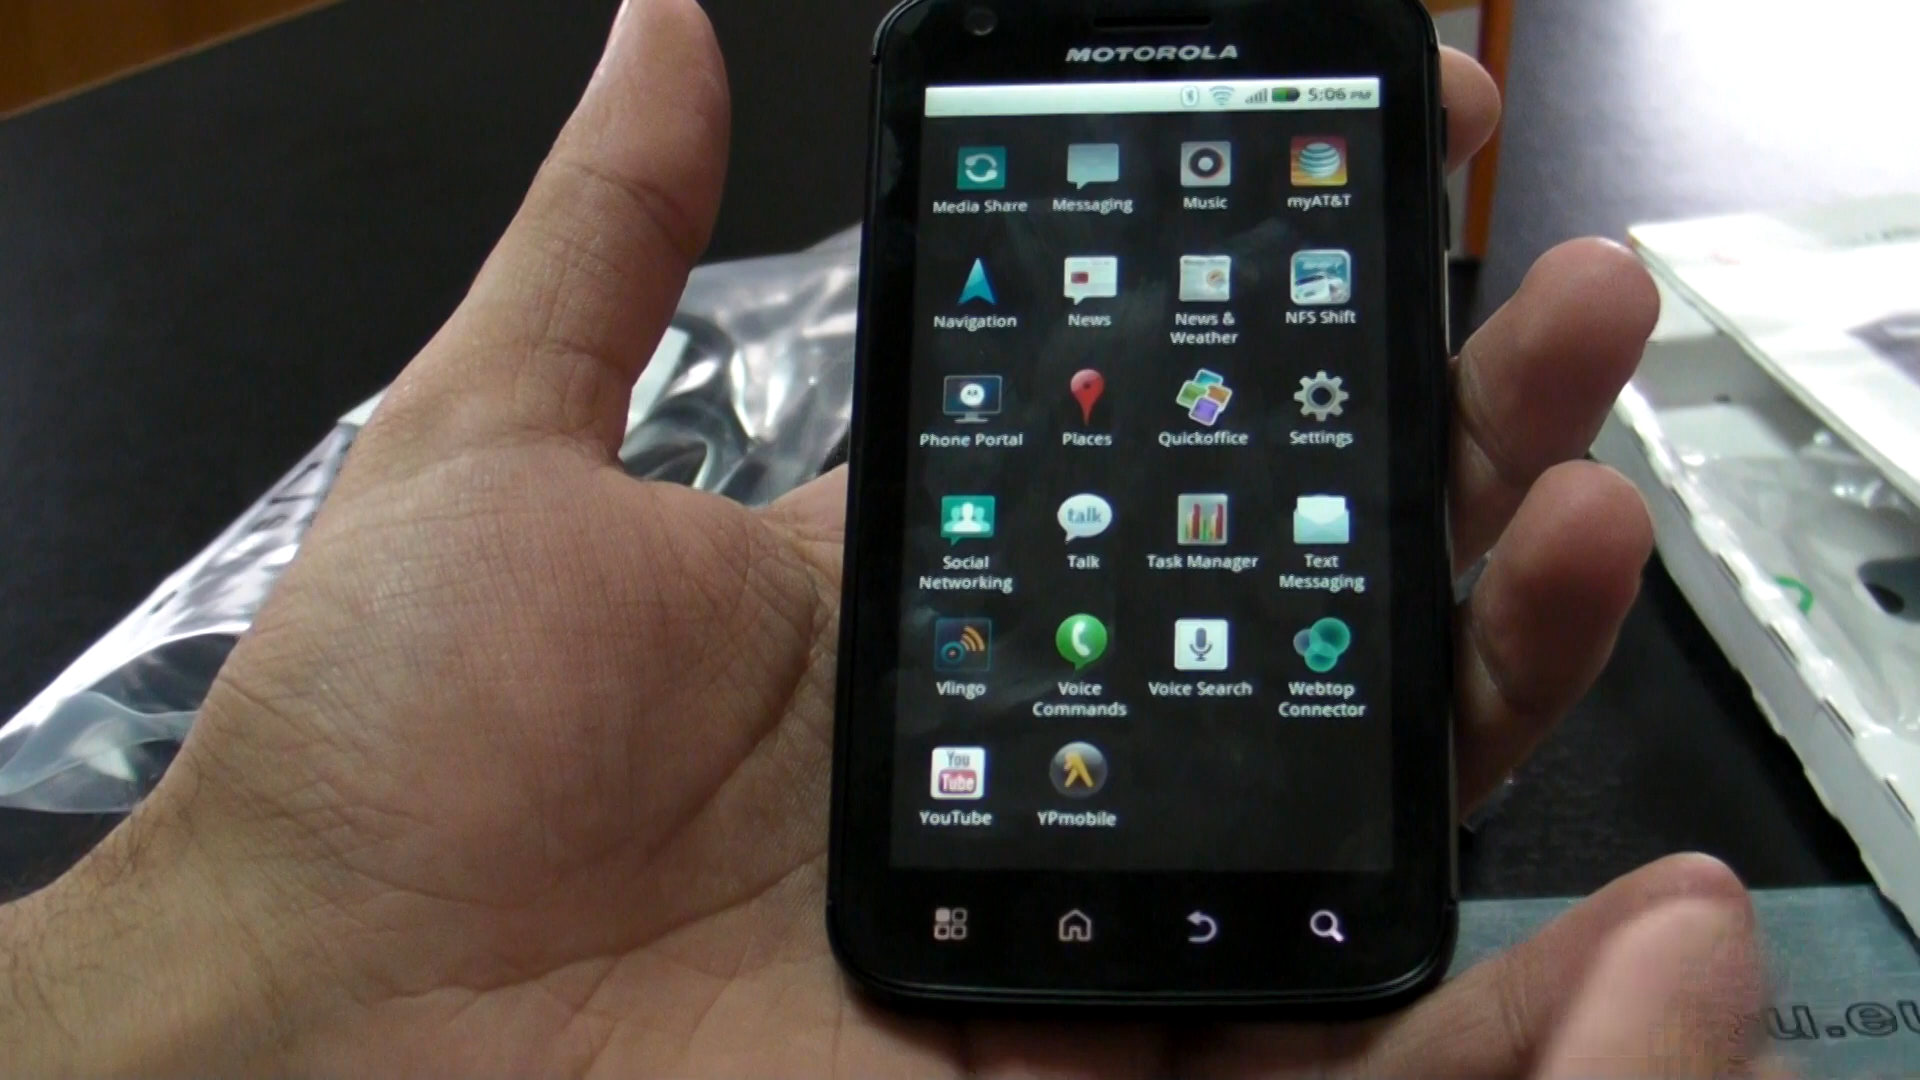 MOTOROLA
5:06 PM
Media Share
Messaging
Music
myAT&T
Navigation
News
News &
Weather
NFS Shift
Phone Portal
Places
Quickoffice
Settings
Social
Networking
talk
Talk
Task Manager
Text
Messaging
Vlingo
Voice
Commands
Voice Search
Webtop
Connector
You
Tube
YouTube
YPmobile
u.eu